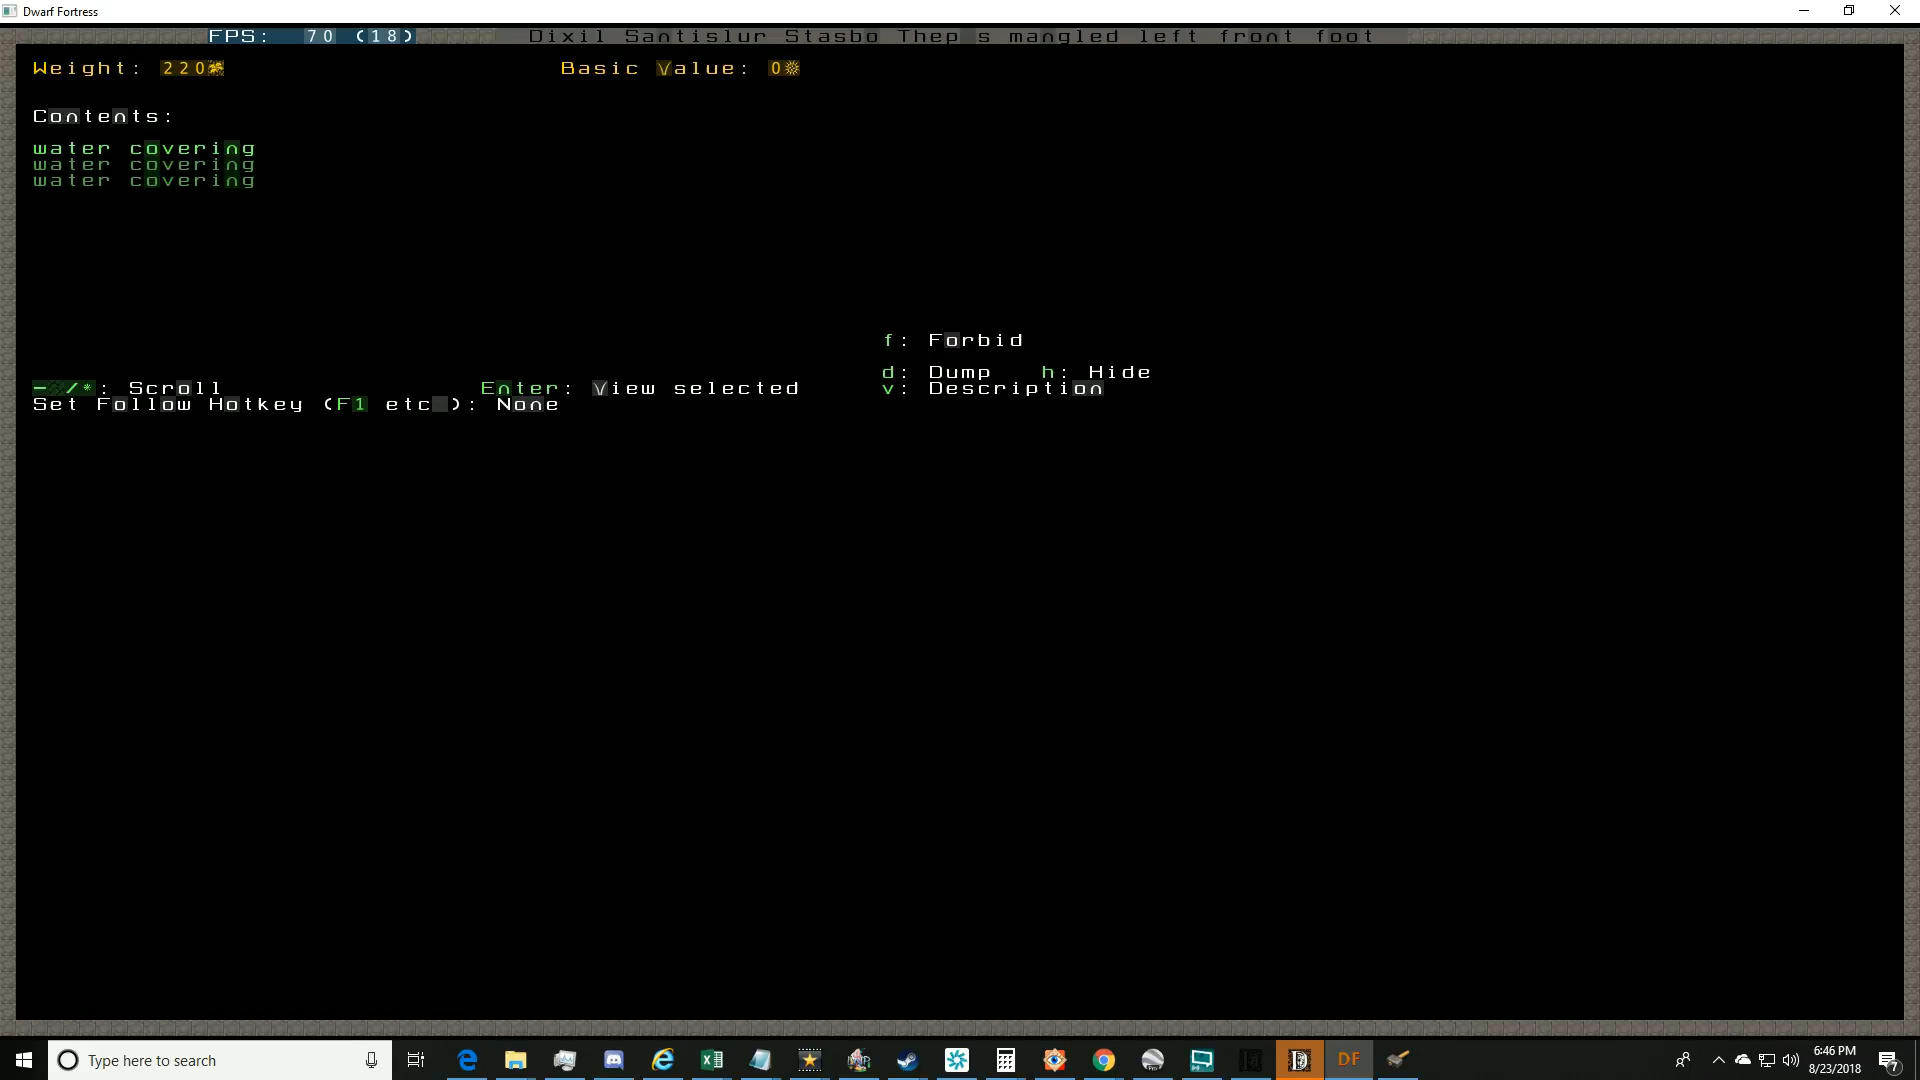 Dwarf Fortress
FPS: 70 (18) Dixil Santislur Stasbo Thep s mangled left front foot
Weight: 220 Basic Value: 0☼
Contents:
water covering
water covering
water covering
f: Forbid
d: Dump h: Hide
-/*: Scroll Enter: View selected v: Description
Set Follow Hotkey (F1 etc ): None
Type here to search
DF
6:46 PM
8/23/2018
7